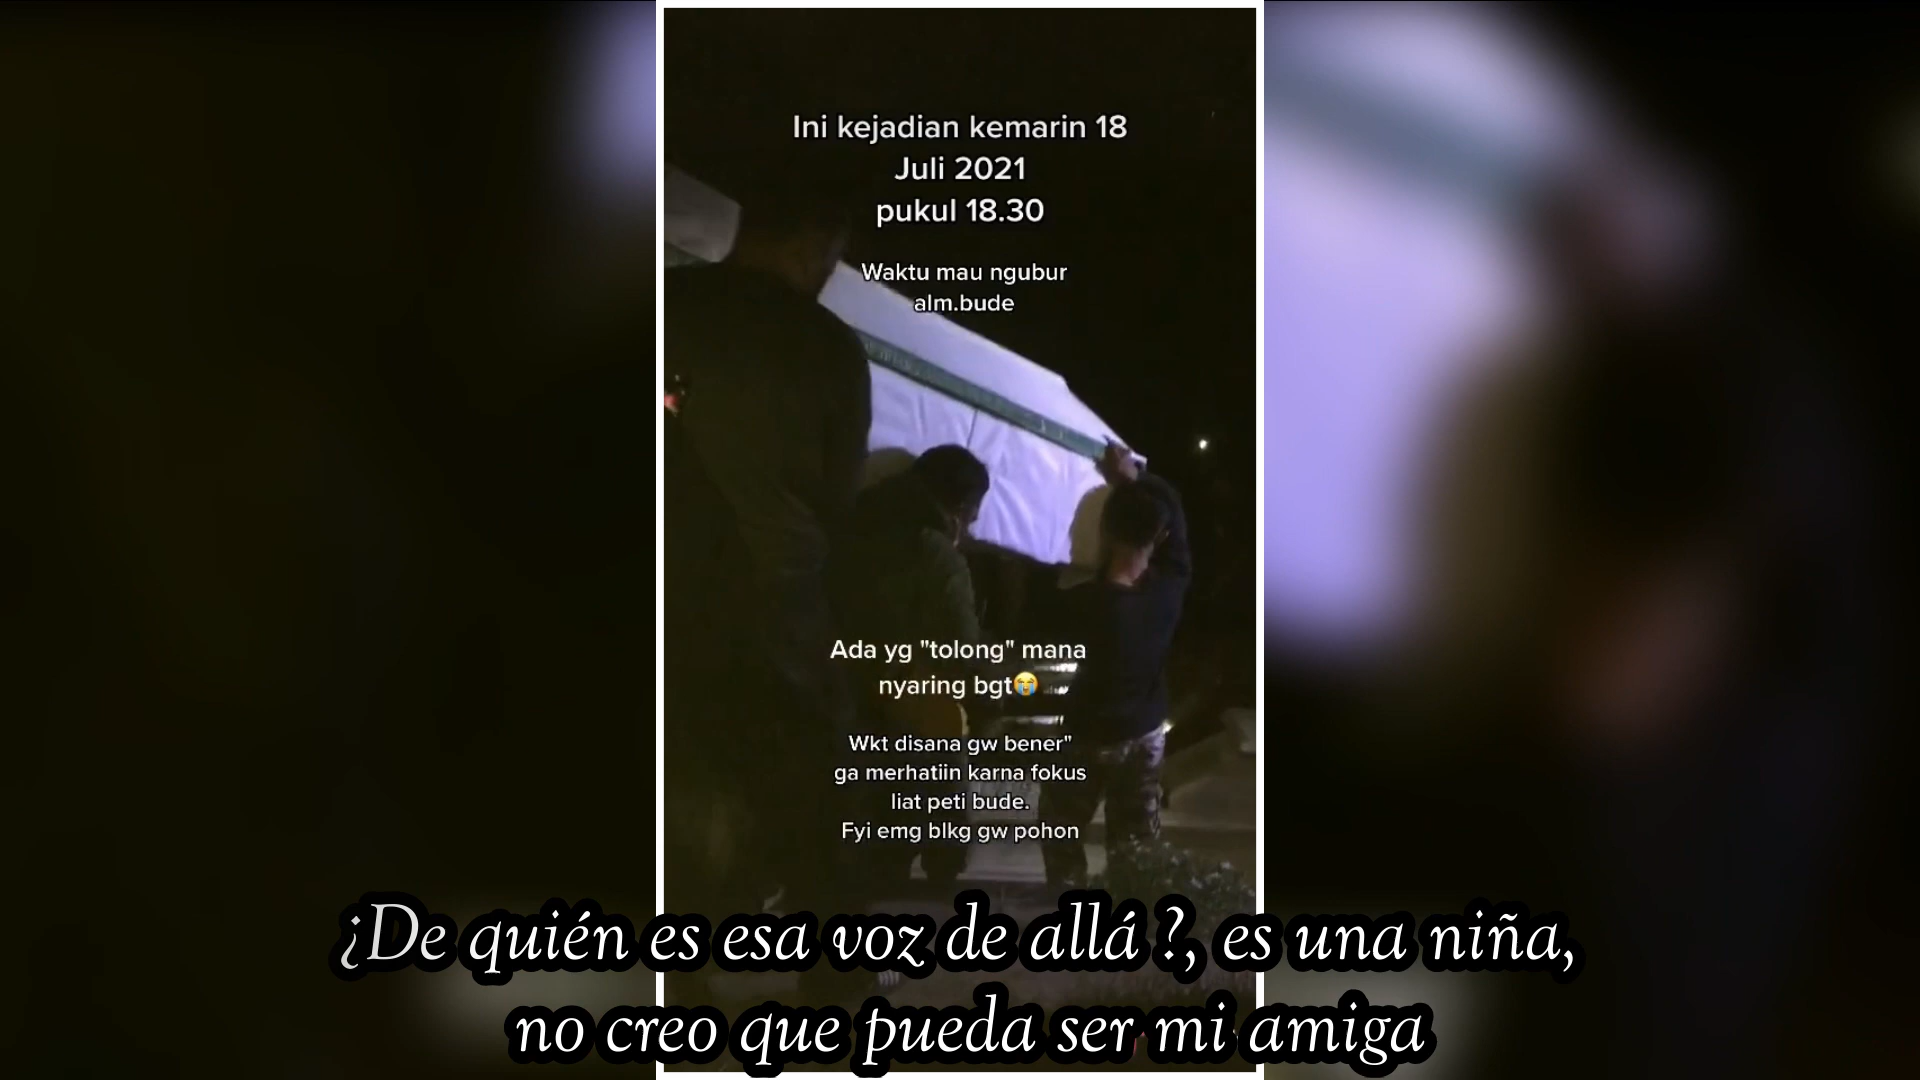 Ini kejadian kemarin 18
Juli 2021
pukul 18.30
Waktu mau ngubur
alm.bude
Ada yg "tolong" mana
nyaring bgt😭
Wkt disana gw bener"
ga merhatiin karna fokus
liat peti bude.
Fyi emg blkg gw pohon
¿De quién es esa voz de allá ?, es una niña,
no creo que pueda ser mi amiga